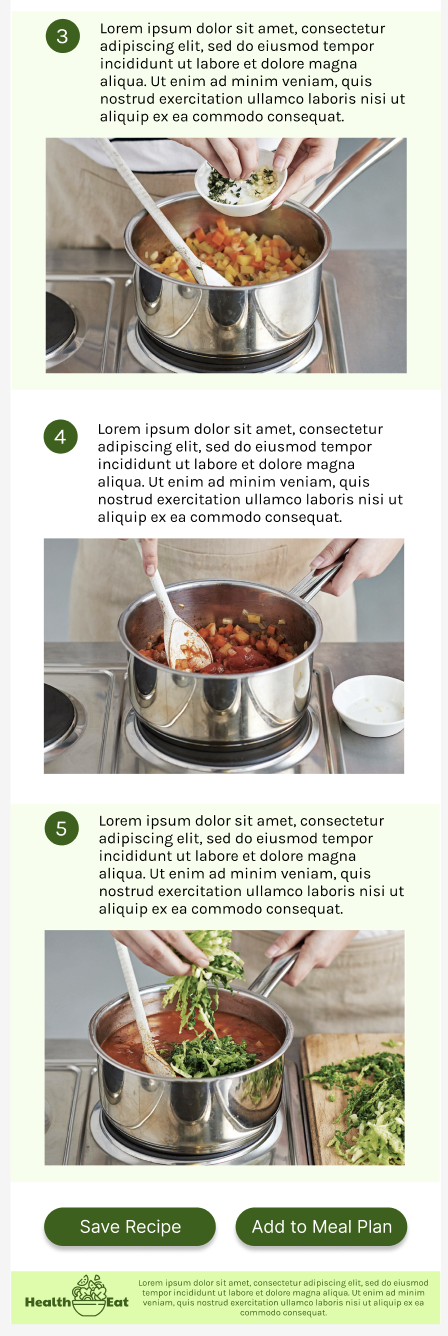 3
Lorem ipsum dolor sit amet, consectetur
adipiscing elit, sed do eiusmod tempor
incididunt ut labore et dolore magna
aliqua. Ut enim ad minim veniam, quis
nostrud exercitation ullamco laboris nisi ut
aliquip ex ea commodo consequat.
4
Lorem ipsum dolor sit amet, consectetur
adipiscing elit, sed do eiusmod tempor
incididunt ut labore et dolore magna
aliqua. Ut enim ad minim veniam, quis
nostrud exercitation ullamco laboris nisi ut
aliquip ex ea commodo consequat.
5
Lorem ipsum dolor sit amet, consectetur
adipiscing elit, sed do eiusmod tempor
incididunt ut labore et dolore magna
aliqua. Ut enim ad minim veniam, quis
nostrud exercitation ullamco laboris nisi ut
aliquip ex ea commodo consequat.
Save Recipe
Add to Meal Plan
Health Eat
Lorem ipsum dolor sit amet, consectetur adipiscing elit, sed do eiusmod
tempor incididunt ut labore et dolore magna aliqua. Ut enim ad minim
veniam, quis nostrud exercitation ullamco laboris nisi ut aliquip ex ea
commodo consequat.